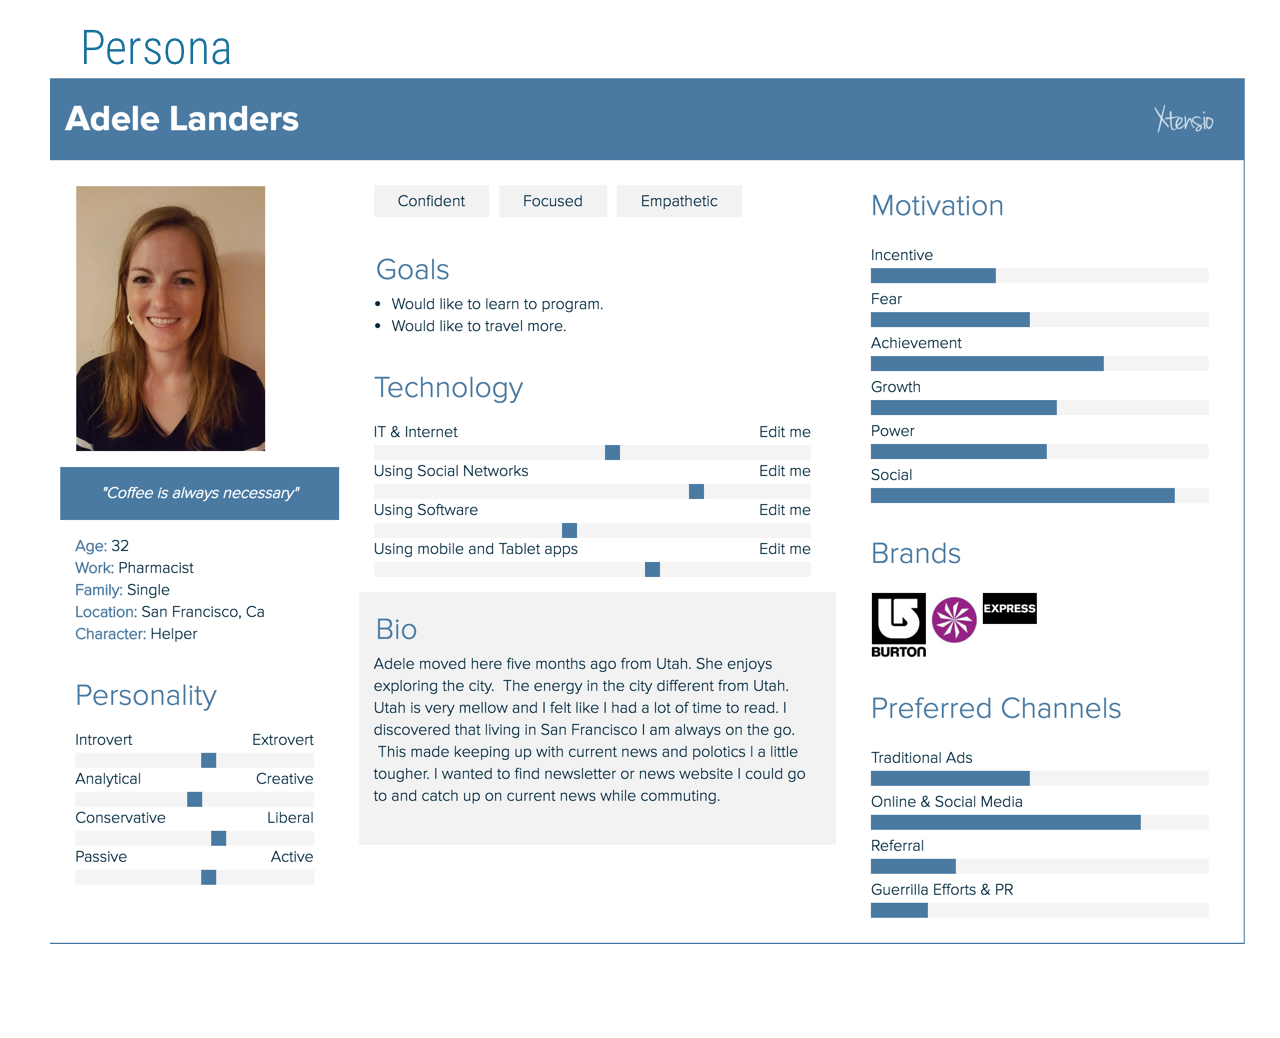 Persona
Adele Landers
Xtensio
"Coffee is always necessary"
Age: 32
Work: Pharmacist
Family: Single
Location: San Francisco, Ca
Character: Helper
Personality
Introvert Extrovert
Analytical Creative
Conservative Liberal
Passive Active
Confident Focused Empathetic
Goals
• Would like to learn to program.
• Would like to travel more.
Technology
IT & Internet Edit me
Using Social Networks Edit me
Using Software Edit me
Using mobile and Tablet apps Edit me
Bio
Adele moved here five months ago from Utah. She enjoys
exploring the city.  The energy in the city different from Utah.
Utah is very mellow and I felt like I had a lot of time to read. I
discovered that living in San Francisco I am always on the go.
This made keeping up with current news and polotics I a little
tougher. I wanted to find newsletter or news website I could go
to and catch up on current news while commuting.
Motivation
Incentive
Fear
Achievement
Growth
Power
Social
Brands
BURTON
EXPRESS
Preferred Channels
Traditional Ads
Online & Social Media
Referral
Guerrilla Efforts & PR